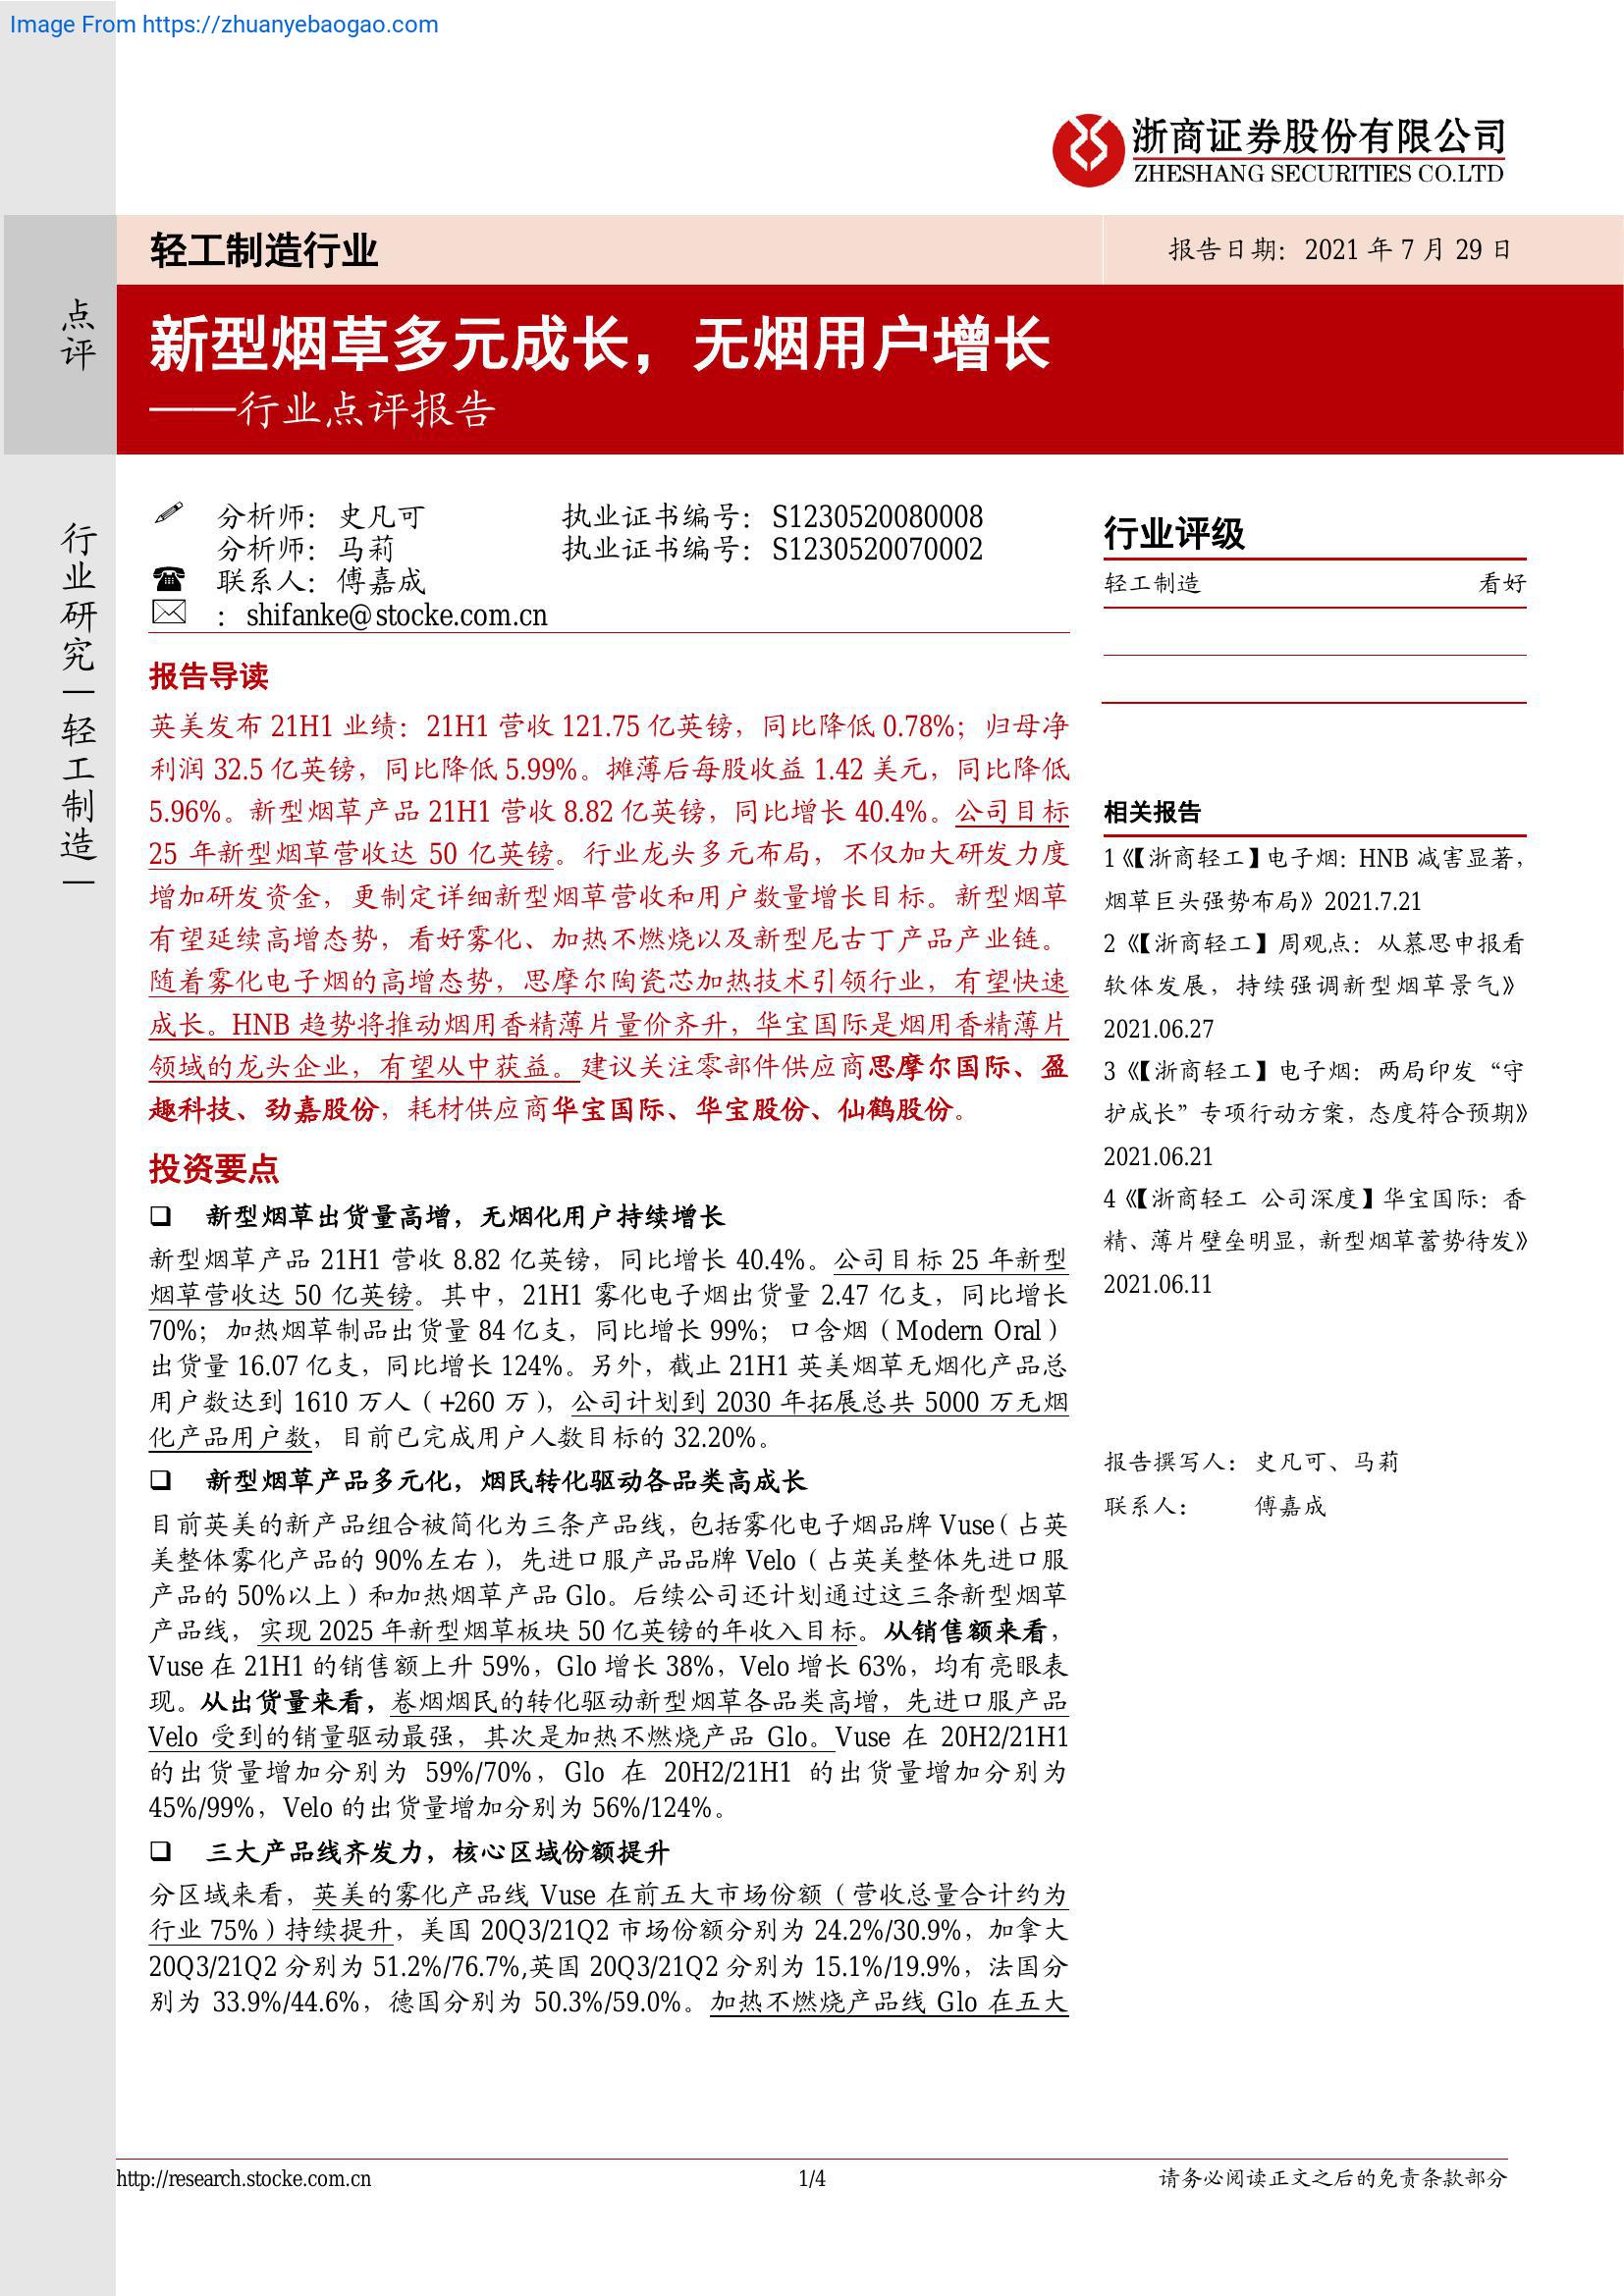 Image From https://zhuanyebaogao.com
浙商证券股份有限公司
ZHESHANG SECURITIES CO.LTD
点评
轻工制造行业
报告日期：2021 年 7 月 29 日
新型烟草多元成长，无烟用户增长
——行业点评报告
行业研究|轻工制造|
分析师：史凡可 执业证书编号：S1230520080008
分析师：马莉 执业证书编号：S1230520070002
联系人：傅嘉成
：shifanke@stocke.com.cn
报告导读
英美发布 21H1 业绩：21H1 营收 121.75 亿英镑，同比降低 0.78%；归母净
利润 32.5 亿英镑，同比降低 5.99%。摊薄后每股收益 1.42 美元，同比降低
5.96%。新型烟草产品 21H1 营收 8.82 亿英镑，同比增长 40.4%。公司目标
25 年新型烟草营收达 50 亿英镑。行业龙头多元布局，不仅加大研发力度
增加研发资金，更制定详细新型烟草营收和用户数量增长目标。新型烟草
有望延续高增态势，看好雾化、加热不燃烧以及新型尼古丁产品产业链。
随着雾化电子烟的高增态势，思摩尔陶瓷芯加热技术引领行业，有望快速
成长。HNB 趋势将推动烟用香精薄片量价齐升，华宝国际是烟用香精薄片
领域的龙头企业，有望从中获益。建议关注零部件供应商思摩尔国际、盈
趣科技、劲嘉股份，耗材供应商华宝国际、华宝股份、仙鹤股份。
投资要点
❑ 新型烟草出货量高增，无烟化用户持续增长
新型烟草产品 21H1 营收 8.82 亿英镑，同比增长 40.4%。公司目标 25 年新型
烟草营收达 50 亿英镑。其中，21H1 雾化电子烟出货量 2.47 亿支，同比增长
70%；加热烟草制品出货量 84 亿支，同比增长 99%；口含烟（Modern Oral）
出货量 16.07 亿支，同比增长 124%。另外，截止 21H1 英美烟草无烟化产品总
用户数达到 1610 万人（+260 万），公司计划到 2030 年拓展总共 5000 万无烟
化产品用户数，目前已完成用户人数目标的 32.20%。
❑ 新型烟草产品多元化，烟民转化驱动各品类高成长
目前英美的新产品组合被简化为三条产品线，包括雾化电子烟品牌 Vuse（占英
美整体雾化产品的 90%左右），先进口服产品品牌 Velo（占英美整体先进口服
产品的 50%以上）和加热烟草产品 Glo。后续公司还计划通过这三条新型烟草
产品线，实现 2025 年新型烟草板块 50 亿英镑的年收入目标。从销售额来看，
Vuse 在 21H1 的销售额上升 59%，Glo 增长 38%，Velo 增长 63%，均有亮眼表
现。从出货量来看，卷烟烟民的转化驱动新型烟草各品类高增，先进口服产品
Velo 受到的销量驱动最强，其次是加热不燃烧产品 Glo。Vuse 在 20H2/21H1
的出货量增加分别为 59%/70%，Glo 在 20H2/21H1 的出货量增加分别为
45%/99%，Velo 的出货量增加分别为 56%/124%。
❑ 三大产品线齐发力，核心区域份额提升
分区域来看，英美的雾化产品线 Vuse 在前五大市场份额（营收总量合计约为
行业 75%）持续提升，美国 20Q3/21Q2 市场份额分别为 24.2%/30.9%，加拿大
20Q3/21Q2 分别为 51.2%/76.7%,英国 20Q3/21Q2 分别为 15.1%/19.9%，法国分
别为 33.9%/44.6%，德国分别为 50.3%/59.0%。加热不燃烧产品线 Glo 在五大
行业评级
轻工制造 看好
相关报告
1《【浙商轻工】电子烟：HNB 减害显著，
烟草巨头强势布局》2021.7.21
2《【浙商轻工】周观点：从慕思申报看
软体发展，持续强调新型烟草景气》
2021.06.27
3《【浙商轻工】电子烟：两局印发“守
护成长”专项行动方案，态度符合预期》
2021.06.21
4《【浙商轻工 公司深度】华宝国际：香
精、薄片壁垒明显，新型烟草蓄势待发》
2021.06.11
报告撰写人：史凡可、马莉
联系人： 傅嘉成
http://research.stocke.com.cn
1/4
请务必阅读正文之后的免责条款部分